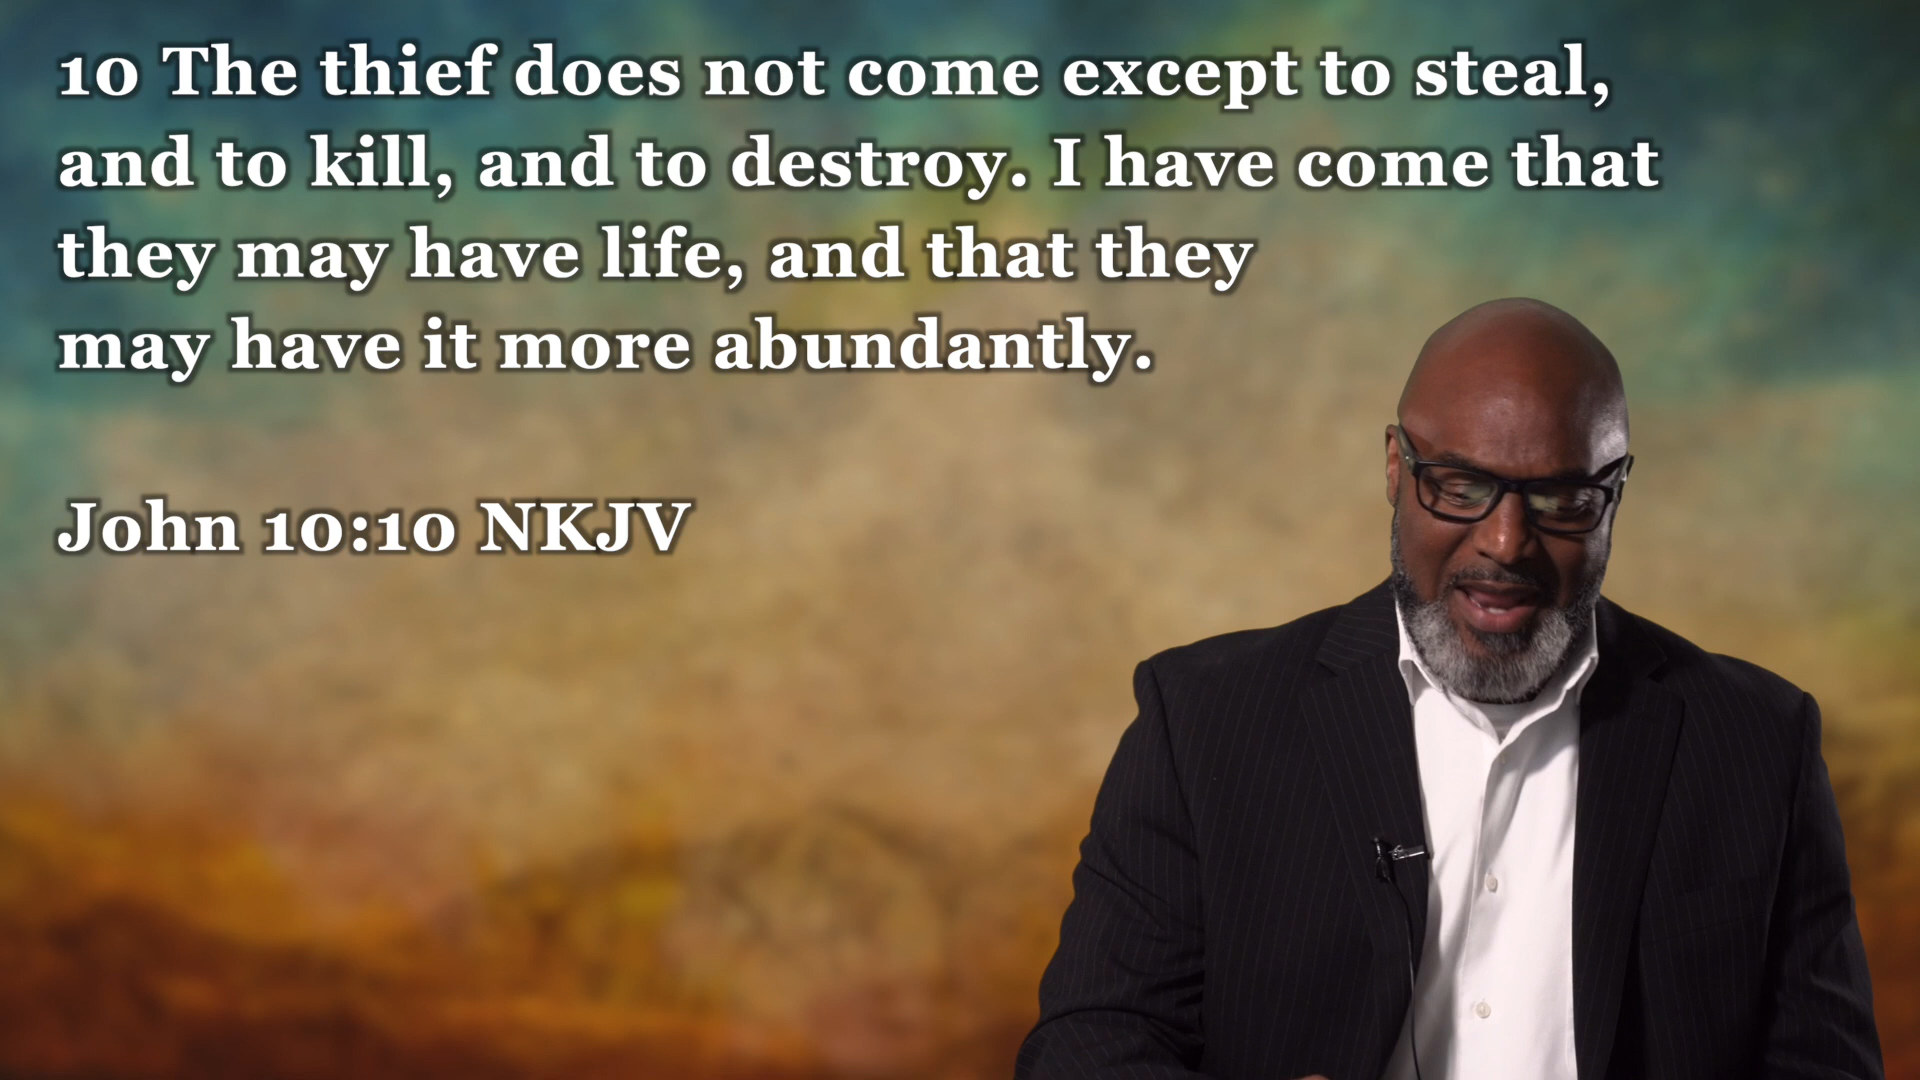 10 The thief does not come except to steal,
and to kill, and to destroy. I have come that
they may have life, and that they
may have it more abundantly.
John 10:10 NKJV